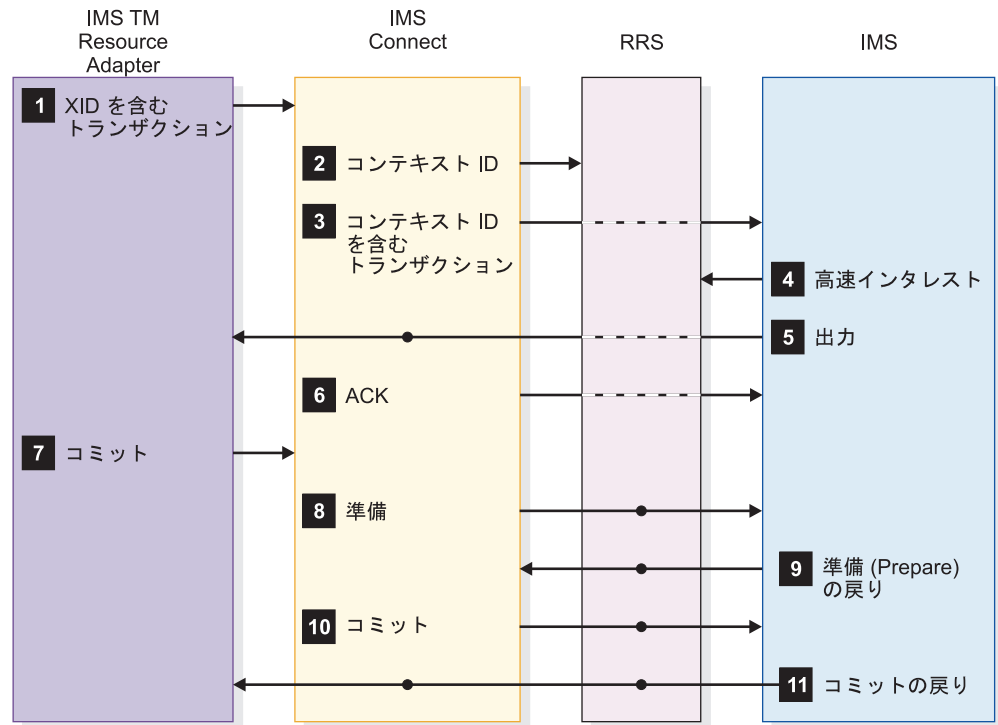 IMS TM
Resource
Adapter
IMS
Connect
RRS
IMS
1 XID を含む
トランザクション
2 コンテキスト ID
3 コンテキスト ID
を含む
トランザクション
4 高速インタレスト
5 出力
6 ACK
7 コミット
8 準備
9 準備 (Prepare)
の戻り
10 コミット
11 コミットの戻り